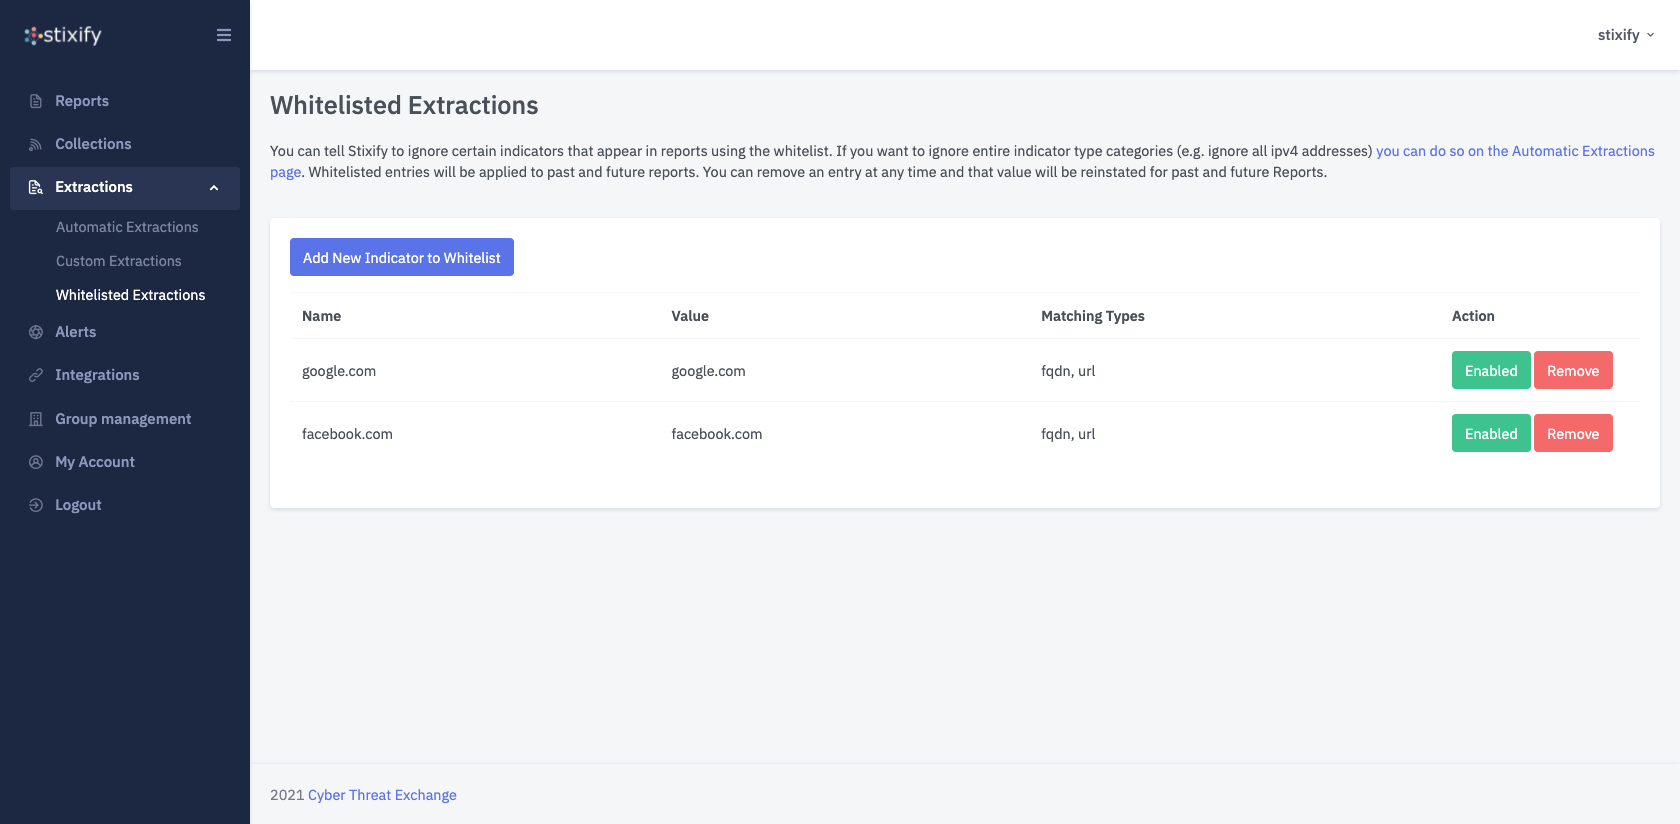 stixify
stixify
Reports
Collections
Extractions
Automatic Extractions
Custom Extractions
Whitelisted Extractions
Alerts
Integrations
Group management
My Account
Logout
Whitelisted Extractions
You can tell Stixify to ignore certain indicators that appear in reports using the whitelist. If you want to ignore entire indicator type categories (e.g. ignore all ipv4 addresses) you can do so on the Automatic Extractions
page. Whitelisted entries will be applied to past and future reports. You can remove an entry at any time and that value will be reinstated for past and future Reports.
Add New Indicator to Whitelist
Name Value Matching Types Action
google.com google.com fqdn, url Enabled Remove
facebook.com facebook.com fqdn, url Enabled Remove
2021 Cyber Threat Exchange